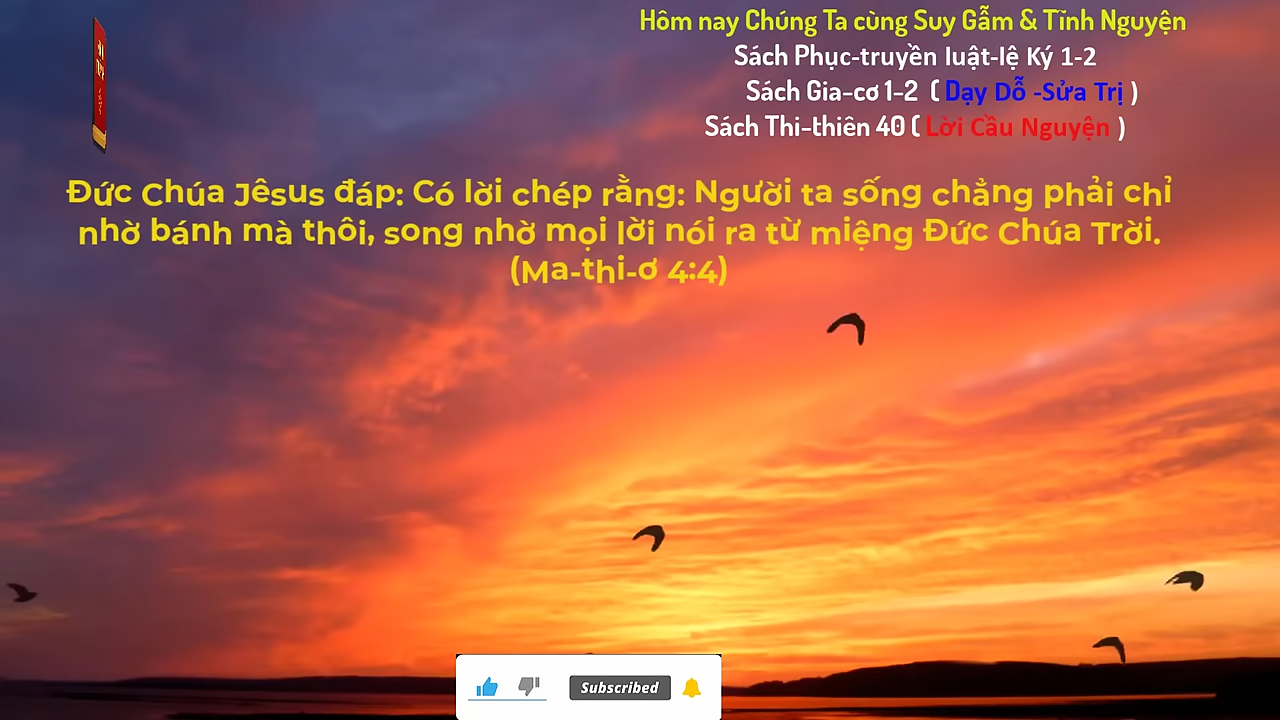 Hôm nay Chúng Ta cùng Suy Gẫm & Tĩnh Nguyện
Sách Phục-truyền luật-lệ Ký 1-2
Sách Gia-cơ 1-2 ( Dạy Dỗ -Sửa Trị )
Sách Thi-thiên 40 ( Lời Cầu Nguyện )
Đức Chúa Jêsus đáp: Có lời chép rằng: Người ta sống chẳng phải chỉ
nhờ bánh mà thôi, song nhờ mọi lời nói ra từ miệng Đức Chúa Trời.
(Ma-thi-ơ 4:4)
Subscribed